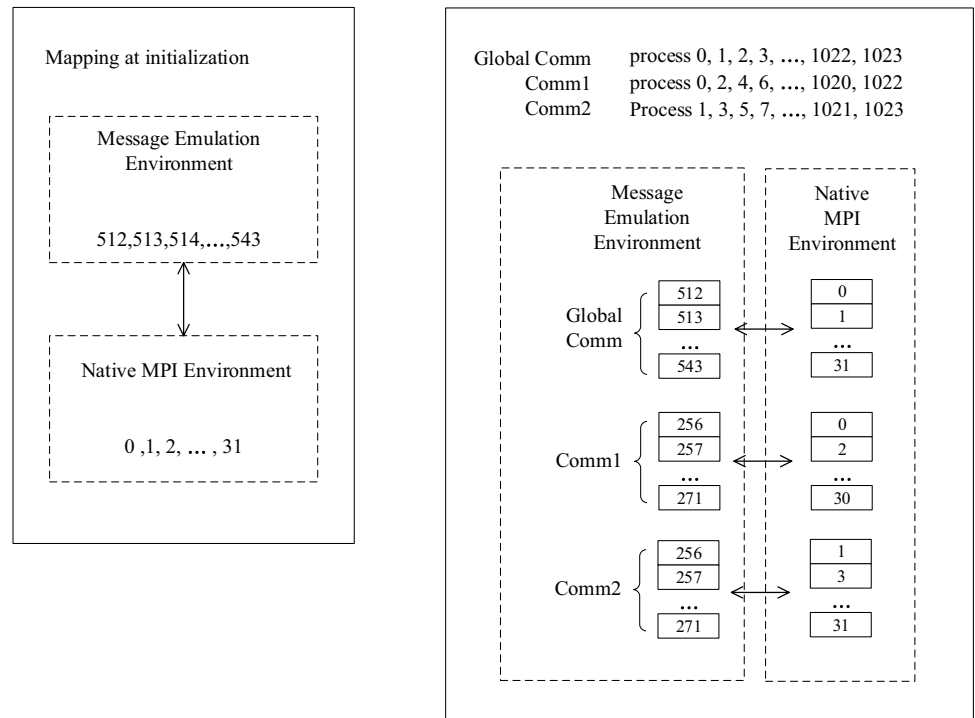 Mapping at initialization
Message Emulation
Environment
512,513,514,...,543
Native MPI Environment
0 ,1, 2, ... , 31
Global Comm process 0, 1, 2, 3, ..., 1022, 1023
Comm1 process 0, 2, 4, 6, ..., 1020, 1022
Comm2 Process 1, 3, 5, 7, ..., 1021, 1023
Message
Emulation
Environment
Native
MPI
Environment
Global
Comm
512
513
...
543
0
1
...
31
Comm1
256
257
...
271
0
2
...
30
Comm2
256
257
...
271
1
3
...
31